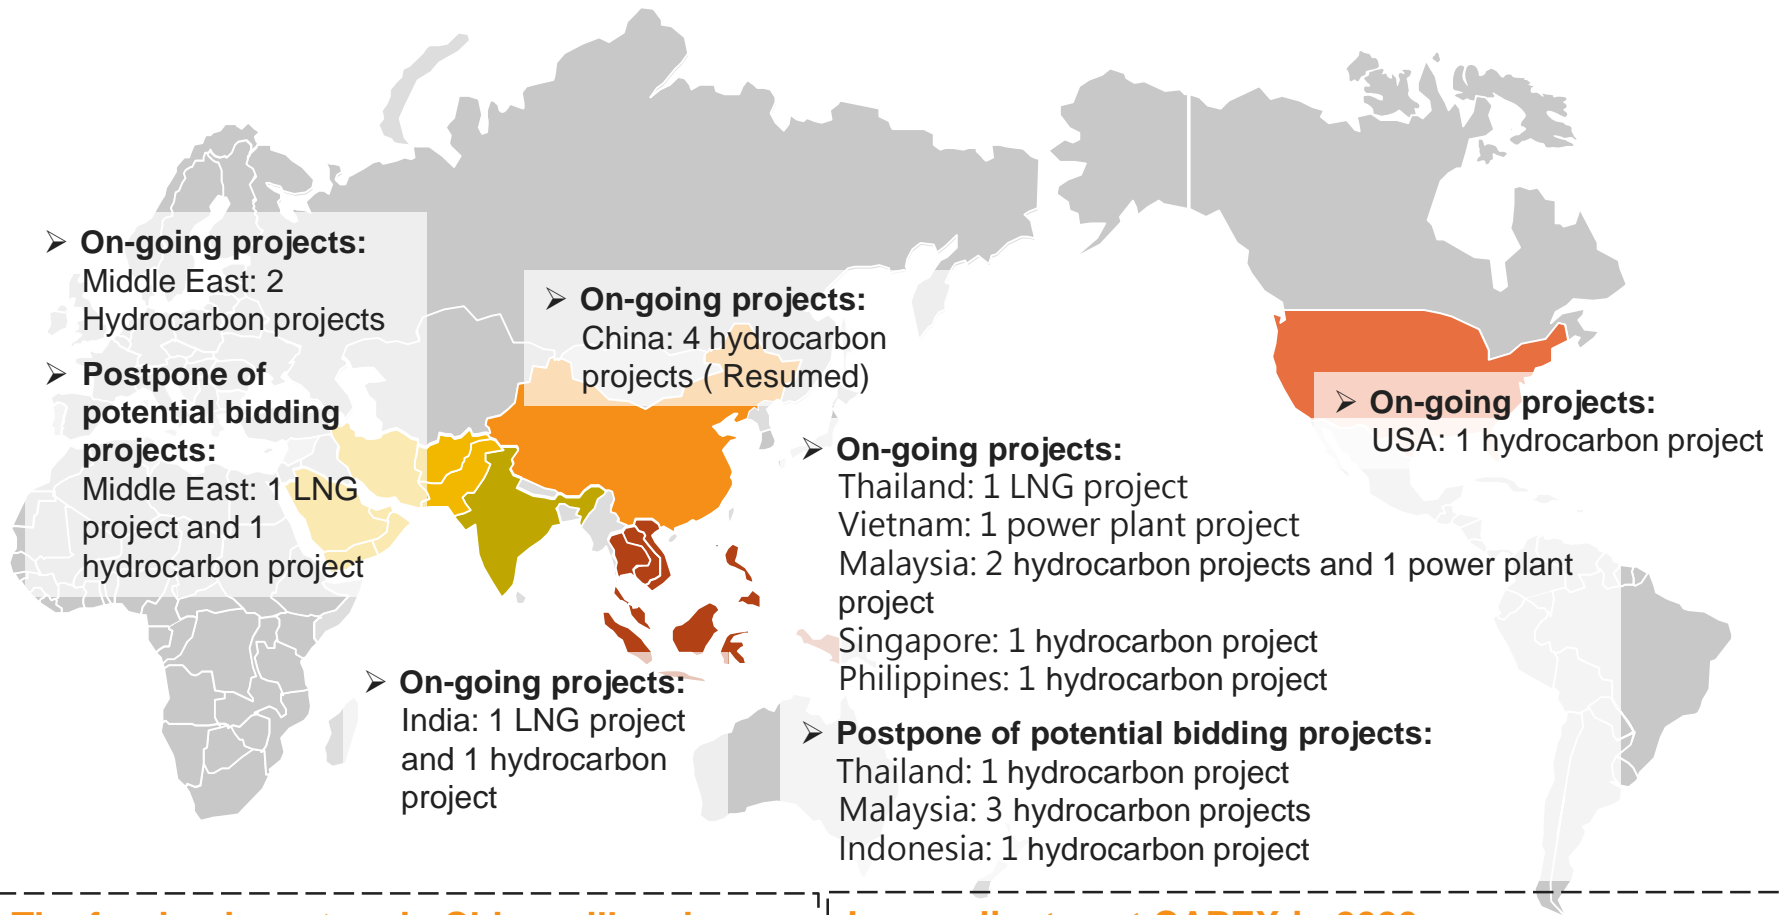 ➢ On-going projects:
Middle East: 2
Hydrocarbon projects
➢ Postpone of
potential bidding
projects:
Middle East: 1 LNG
project and 1
hydrocarbon project
➢ On-going projects:
China: 4 hydrocarbon
projects ( Resumed)
➢ On-going projects:
USA: 1 hydrocarbon project
➢ On-going projects:
Thailand: 1 LNG project
Vietnam: 1 power plant project
Malaysia: 2 hydrocarbon projects and 1 power plant
project
Singapore: 1 hydrocarbon project
Philippines: 1 hydrocarbon project
➢ On-going projects:
India: 1 LNG project
and 1 hydrocarbon
project
➢ Postpone of potential bidding projects:
Thailand: 1 hydrocarbon project
Malaysia: 3 hydrocarbon projects
Indonesia: 1 hydrocarbon project